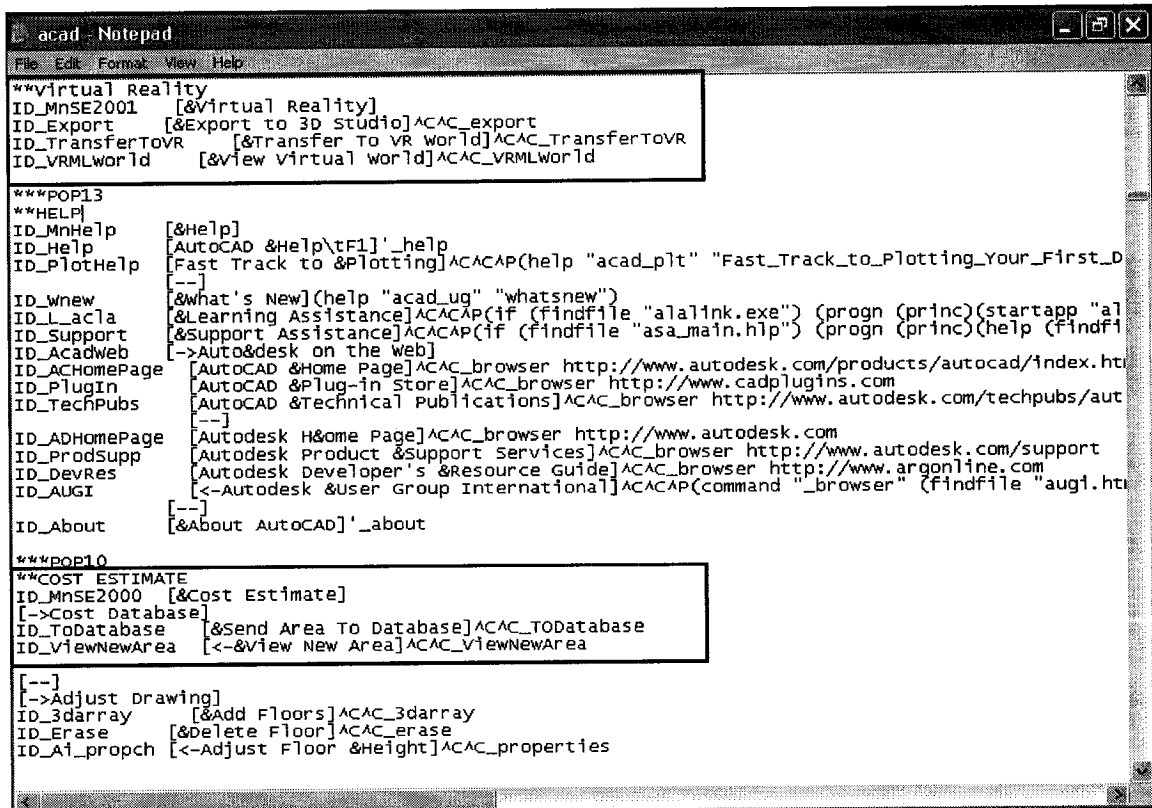 acad - Notepad
File Edit Format View Help
**Virtual Reality
ID_MnSE2001 [&Virtual Reality]
ID_Export [&Export to 3D Studio]^C^C_export
ID_TransferToVR [&Transfer To VR World]^C^C_TransferToVR
ID_VRMLWorld [&View Virtual World]^C^C_VRMLWorld
***POP13
**HELP
ID_MnHelp [&Help]
ID_Help [AutoCAD &Help\tF1]'_help
ID_PlotHelp [Fast Track to &Plotting]^C^C^P(help "acad_plt" "Fast_Track_to_Plotting_Your_First_D
[--]
ID_Wnew [&What's New](help "acad_ug" "whatsnew")
ID_L_acla [&Learning Assistance]^C^C^P(if (findfile "alalink.exe") (progn (princ)(startapp "al
ID_Support [&Support Assistance]^C^C^P(if (findfile "asa_main.hlp") (progn (princ)(help (findfi
ID_AcadWeb [->Auto&desk on the Web]
ID_ACHomePage [AutoCAD &Home Page]^C^C_browser http://www.autodesk.com/products/autocad/index.ht
ID_PlugIn [AutoCAD &Plug-in Store]^C^C_browser http://www.cadplugins.com
ID_TechPubs [AutoCAD &Technical Publications]^C^C_browser http://www.autodesk.com/techpubs/aut
[--]
ID_ADHomePage [Autodesk H&ome Page]^C^C_browser http://www.autodesk.com
ID_ProdSupp [Autodesk Product &Support Services]^C^C_browser http://www.autodesk.com/support
ID_DevRes [Autodesk Developer's &Resource Guide]^C^C_browser http://www.argonline.com
ID_AUGI [<-Autodesk &User Group International]^C^C^P(command "_browser" (findfile "augi.ht
[--]
ID_About [&About AutoCAD]'_about
***POP10
**COST ESTIMATE
ID_MnSE2000 [&Cost Estimate]
[->Cost Database]
ID_ToDatabase [&Send Area To Database]^C^C_TODatabase
ID_ViewNewArea [<-&View New Area]^C^C_ViewNewArea
[--]
[->Adjust Drawing]
ID_3darray [&Add Floors]^C^C_3darray
ID_Erase [&Delete Floor]^C^C_erase
ID_Ai_propch [<-Adjust Floor &Height]^C^C_properties